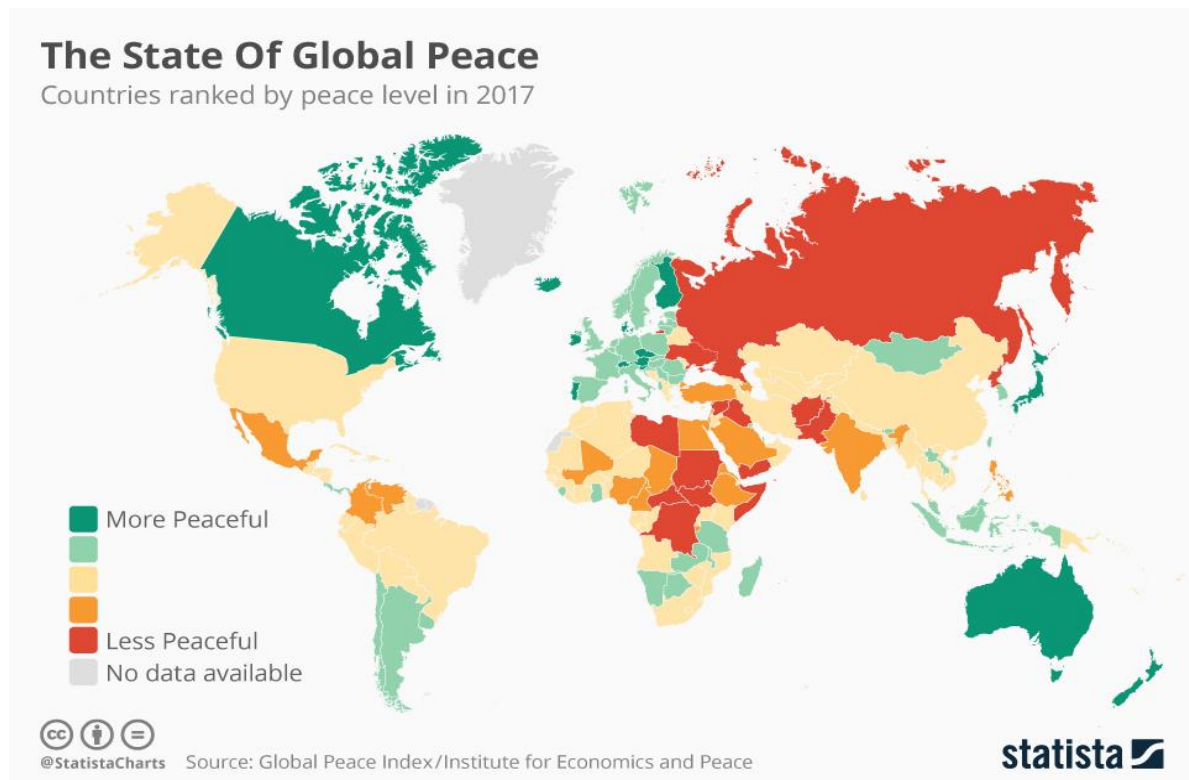 The State Of Global Peace
Countries ranked by peace level in 2017
More Peaceful
Less Peaceful
No data available
cc
@StatistaCharts Source: Global Peace Index/Institute for Economics and Peace
statista